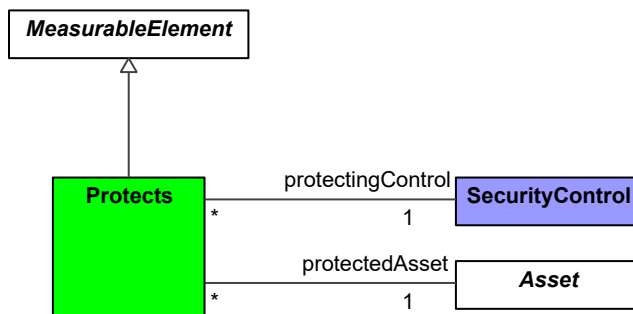 MeasurableElement
Protects
protectingControl
SecurityControl
*
1
protectedAsset
Asset
*
1